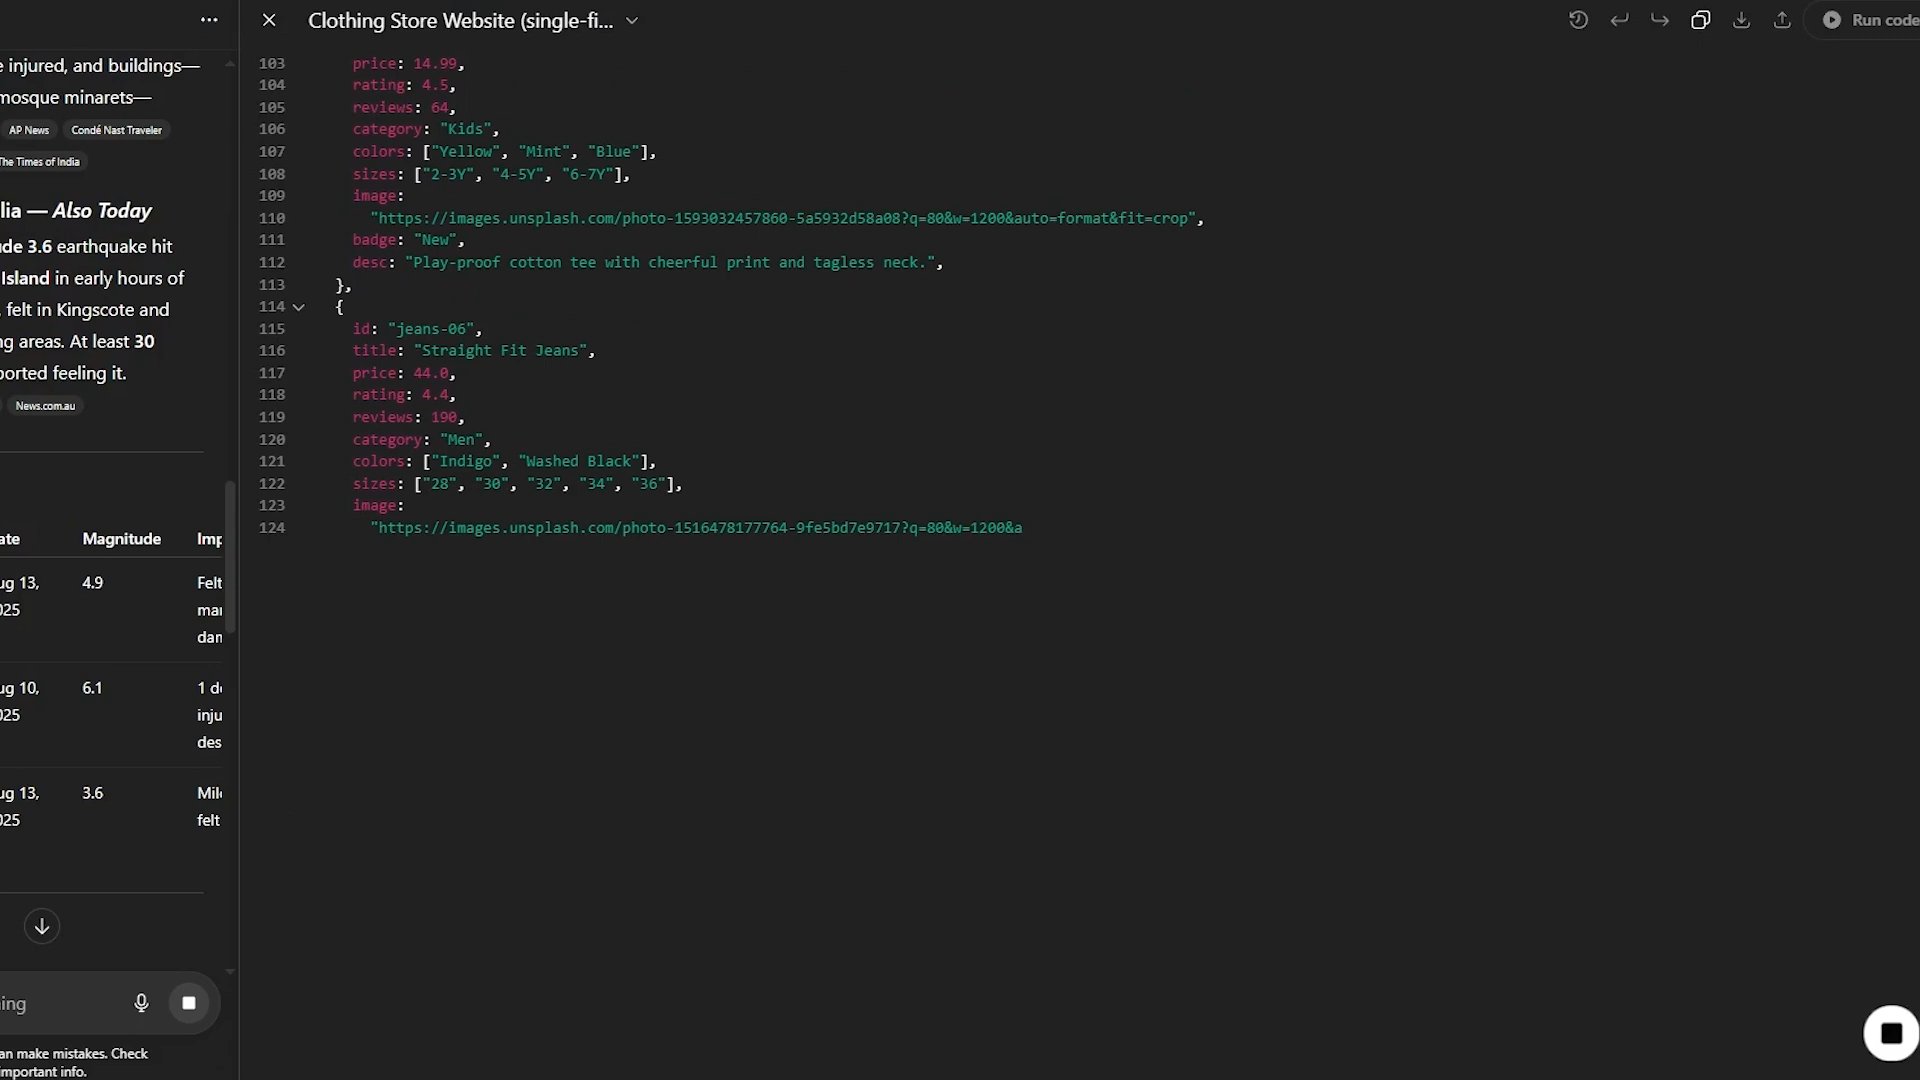 e injured, and buildings—
mosque minarets—
AP News Condé Nast Traveler
The Times of India
lia — Also Today
de 3.6 earthquake hit
Island in early hours of
, felt in Kingscote and
ng areas. At least 30
ported feeling it.
News.com.au
ate Magnitude Imp
ug 13, 4.9 Felt
025 mar
dam
ug 10, 6.1 1 de
025 inju
des
ug 13, 3.6 Mild
025 felt
ing
an make mistakes. Check
important info.
Clothing Store Website (single-fi...
Run code
103 price: 14.99,
104 rating: 4.5,
105 reviews: 64,
106 category: "Kids",
107 colors: ["Yellow", "Mint", "Blue"],
108 sizes: ["2-3Y", "4-5Y", "6-7Y"],
109 image:
110 "https://images.unsplash.com/photo-1593032457860-5a5932d58a08?q=80&w=1200&auto=format&fit=crop",
111 badge: "New",
112 desc: "Play-proof cotton tee with cheerful print and tagless neck.",
113 },
114 {
115 id: "jeans-06",
116 title: "Straight Fit Jeans",
117 price: 44.0,
118 rating: 4.4,
119 reviews: 190,
120 category: "Men",
121 colors: ["Indigo", "Washed Black"],
122 sizes: ["28", "30", "32", "34", "36"],
123 image:
124 "https://images.unsplash.com/photo-1516478177764-9fe5bd7e9717?q=80&w=1200&a